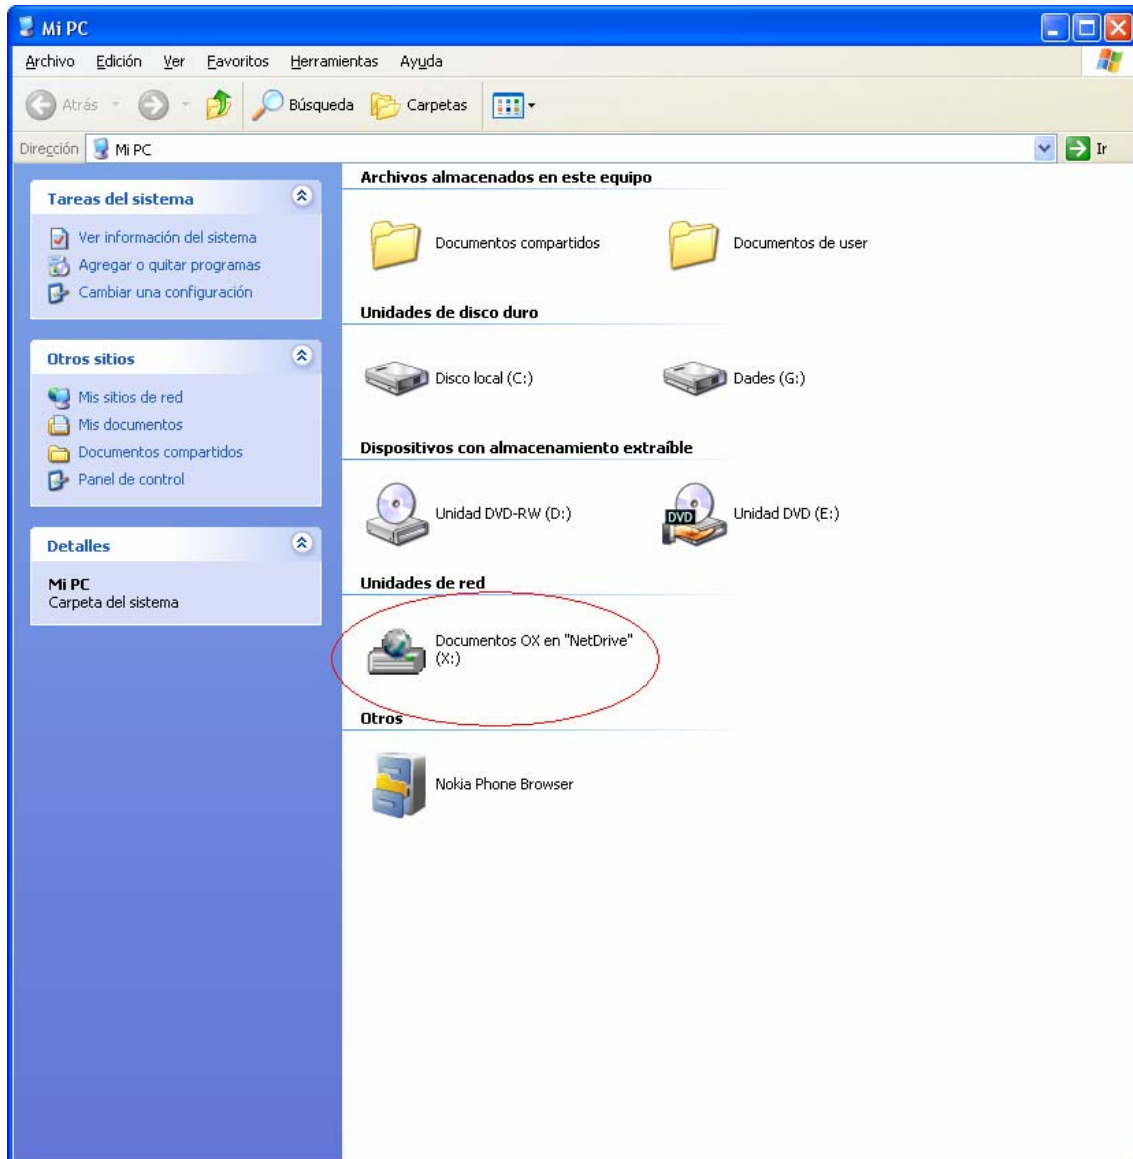 Mi PC
Archivo Edición Ver Favoritos Herramientas Ayuda
Atrás Búsqueda Carpetas
Dirección Mi PC Ir
Tareas del sistema
Ver información del sistema
Agregar o quitar programas
Cambiar una configuración
Otros sitios
Mis sitios de red
Mis documentos
Documentos compartidos
Panel de control
Detalles
Mi PC
Carpeta del sistema
Archivos almacenados en este equipo
Documentos compartidos Documentos de user
Unidades de disco duro
Disco local (C:) Dades (G:)
Dispositivos con almacenamiento extraíble
Unidad DVD-RW (D:) DVD Unidad DVD (E:)
Unidades de red
Documentos OX en "NetDrive"
(X:)
Otros
Nokia Phone Browser